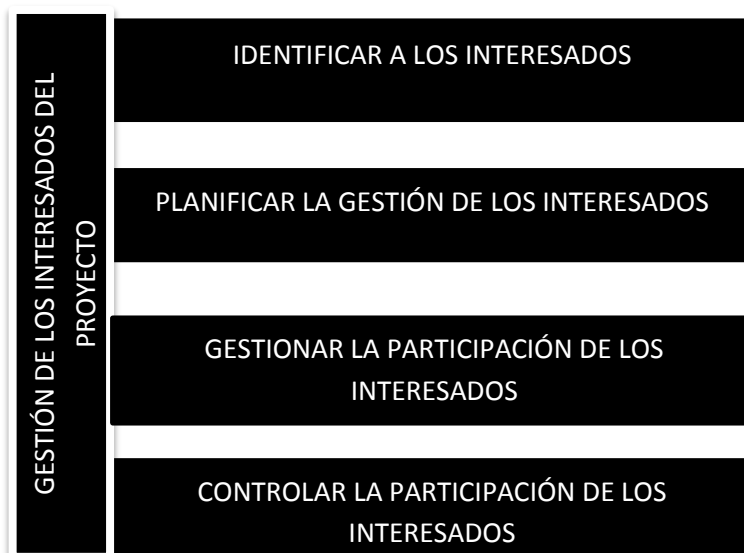 GESTIÓN DE LOS INTERESADOS DEL
PROYECTO
IDENTIFICAR A LOS INTERESADOS
PLANIFICAR LA GESTIÓN DE LOS INTERESADOS
GESTIONAR LA PARTICIPACIÓN DE LOS
INTERESADOS
CONTROLAR LA PARTICIPACIÓN DE LOS
INTERESADOS